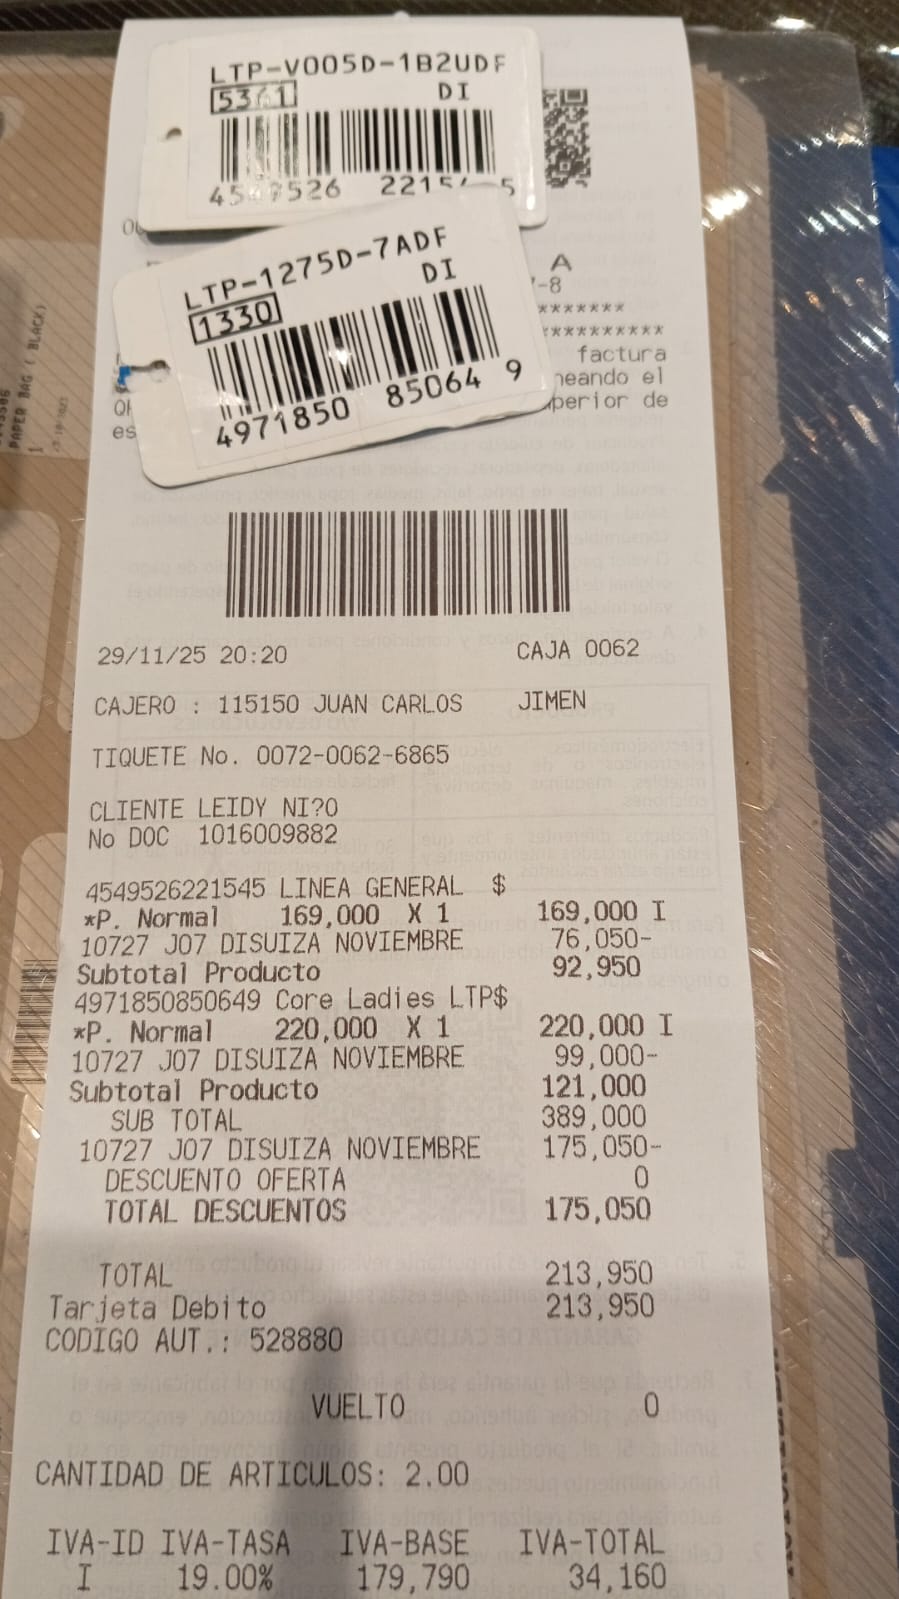 LTP-V005D-1B2UDF
5361 DI
LTP-1275D-7ADF
DI
1330
4971850 85064 9
A
-8
*******
**********
factura
neando el
perior de
es
29/11/25 20:20 CAJA 0062
CAJERO : 115150 JUAN CARLOS JIMEN
TIQUETE No. 0072-0062-6865
CLIENTE LEIDY NI?O
No DOC 1016009882
4549526221545 LINEA GENERAL $
*P. Normal 169,000 X 1 169,000 I
10727 J07 DISUIZA NOVIEMBRE 76,050-
Subtotal Producto 92,950
4971850850649 Core Ladies LTP$
*P. Normal 220,000 X 1 220,000 I
10727 J07 DISUIZA NOVIEMBRE 99,000-
Subtotal Producto 121,000
SUB TOTAL 389,000
10727 J07 DISUIZA NOVIEMBRE 175,050-
DESCUENTO OFERTA 0
TOTAL DESCUENTOS 175,050
TOTAL 213,950
Tarjeta Debito 213,950
CODIGO AUT.: 528880
VUELTO 0
CANTIDAD DE ARTICULOS: 2.00
IVA-ID IVA-TASA IVA-BASE IVA-TOTAL
I 19.00% 179,790 34,160
PAPER BAG ( BLACK)
1